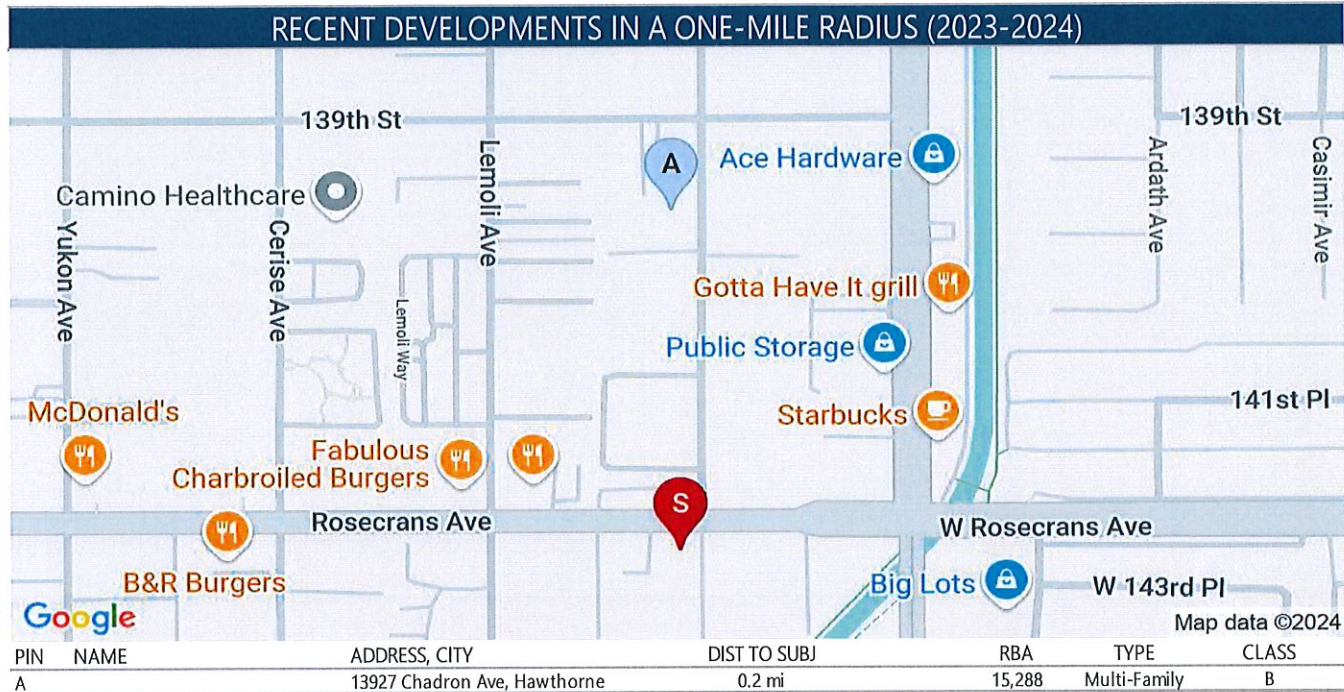 RECENT DEVELOPMENTS IN A ONE-MILE RADIUS (2023-2024)
139th St
139th St
Ace Hardware
A
Camino Healthcare
Yukon Ave
Cerise Ave
Lemoli Ave
Lemoli Way
Ardath Ave
Casimir Ave
Gotta Have It grill
Public Storage
McDonald's
Starbucks
141st Pl
Fabulous
Charbroiled Burgers
S
Rosecrans Ave
W Rosecrans Ave
B&R Burgers
Big Lots
W 143rd Pl
Google
Map data ©2024
PIN NAME ADDRESS, CITY DIST TO SUBJ RBA TYPE CLASS
A 13927 Chadron Ave, Hawthorne 0.2 mi 15,288 Multi-Family B